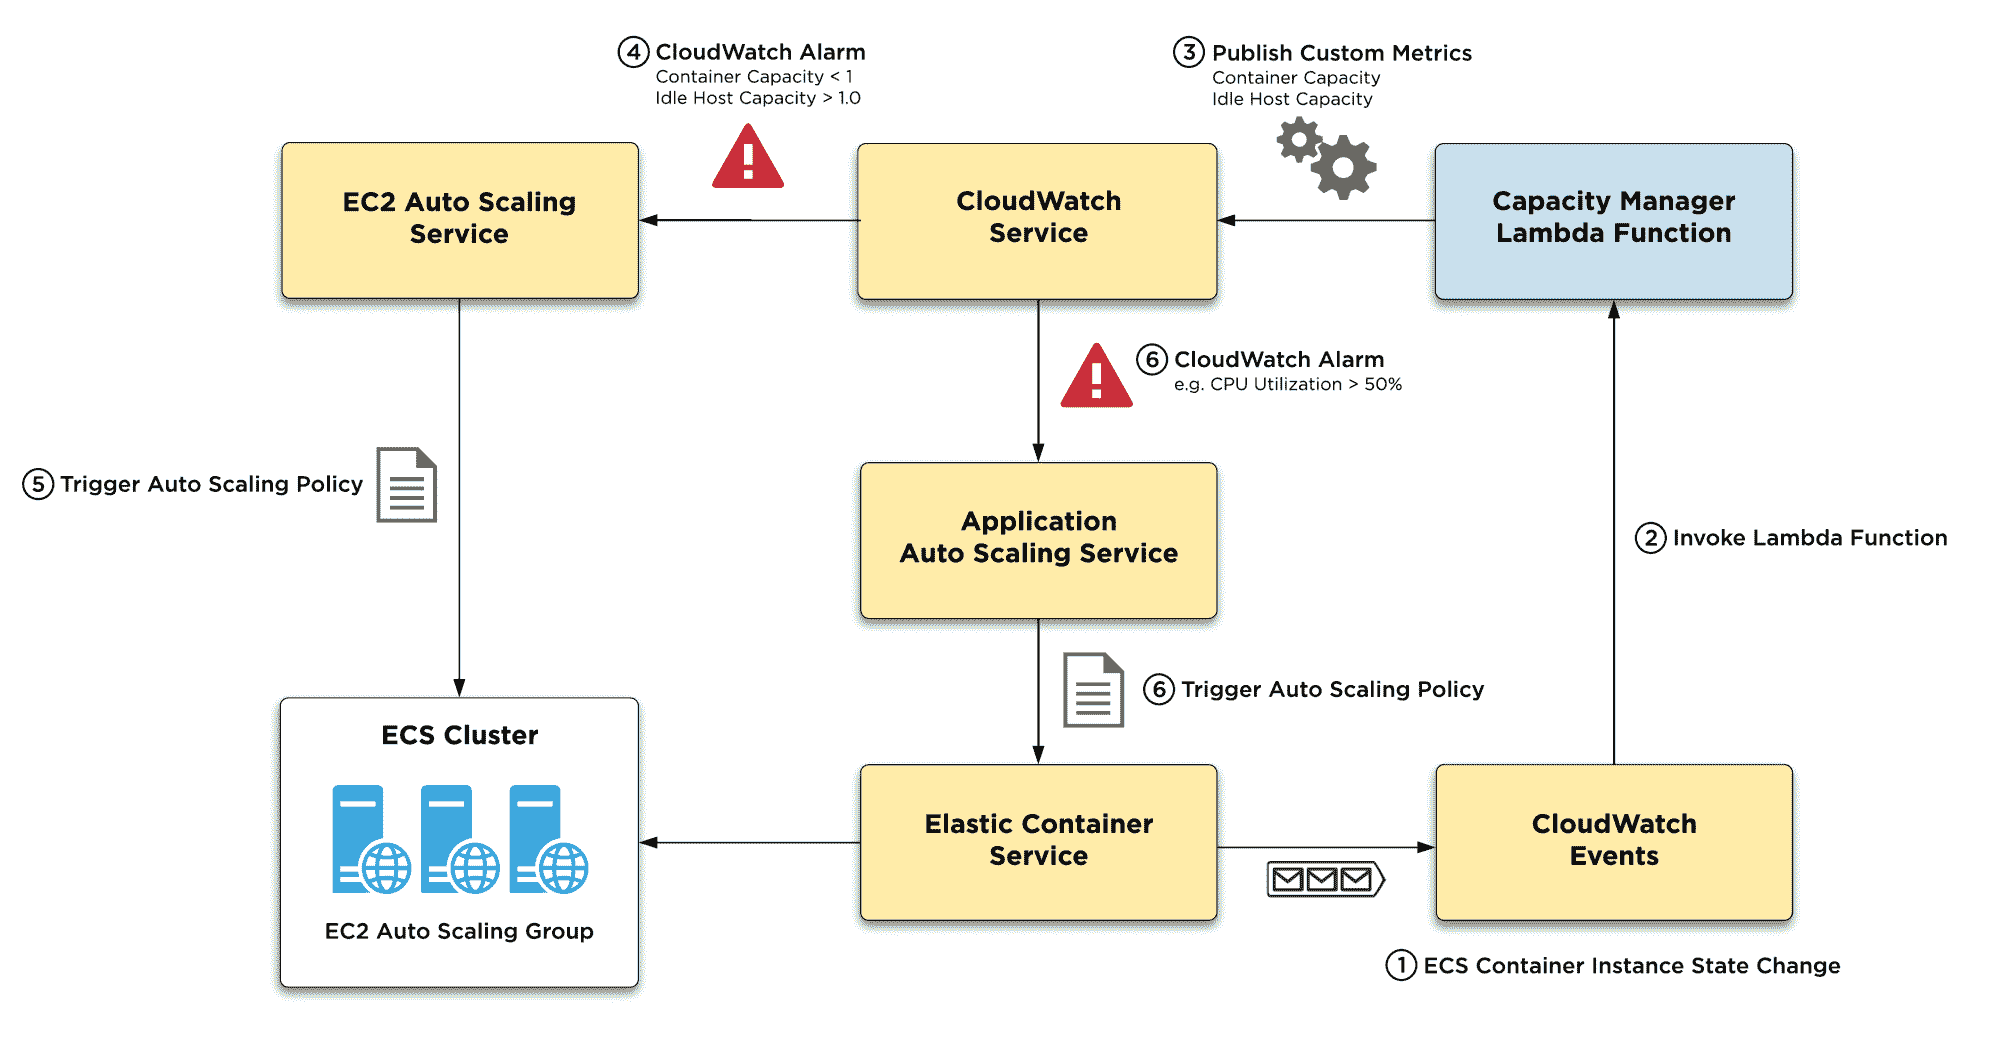 ④ CloudWatch Alarm
Container Capacity < 1
Idle Host Capacity > 1.0
③ Publish Custom Metrics
Container Capacity
Idle Host Capacity
EC2 Auto Scaling
Service
CloudWatch
Service
Capacity Manager
Lambda Function
⑥ CloudWatch Alarm
e.g. CPU Utilization > 50%
⑤ Trigger Auto Scaling Policy
Application
Auto Scaling Service
② Invoke Lambda Function
⑥ Trigger Auto Scaling Policy
ECS Cluster
EC2 Auto Scaling Group
Elastic Container
Service
CloudWatch
Events
① ECS Container Instance State Change